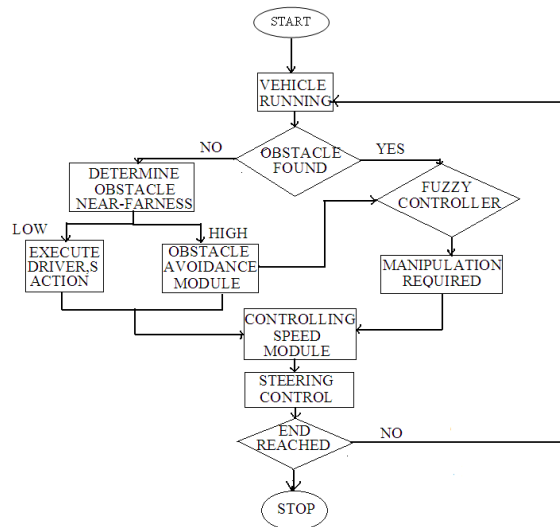 START
VEHICLE
RUNNING
OBSTACLE
FOUND
NO
YES
DETERMINE
OBSTACLE
NEAR-FARNESS
FUZZY
CONTROLLER
LOW
HIGH
EXECUTE
DRIVER,S
ACTION
OBSTACLE
AVOIDANCE
MODULE
MANIPULATION
REQUIRED
CONTROLLING
SPEED
MODULE
STEERING
CONTROL
END
REACHED
NO
STOP